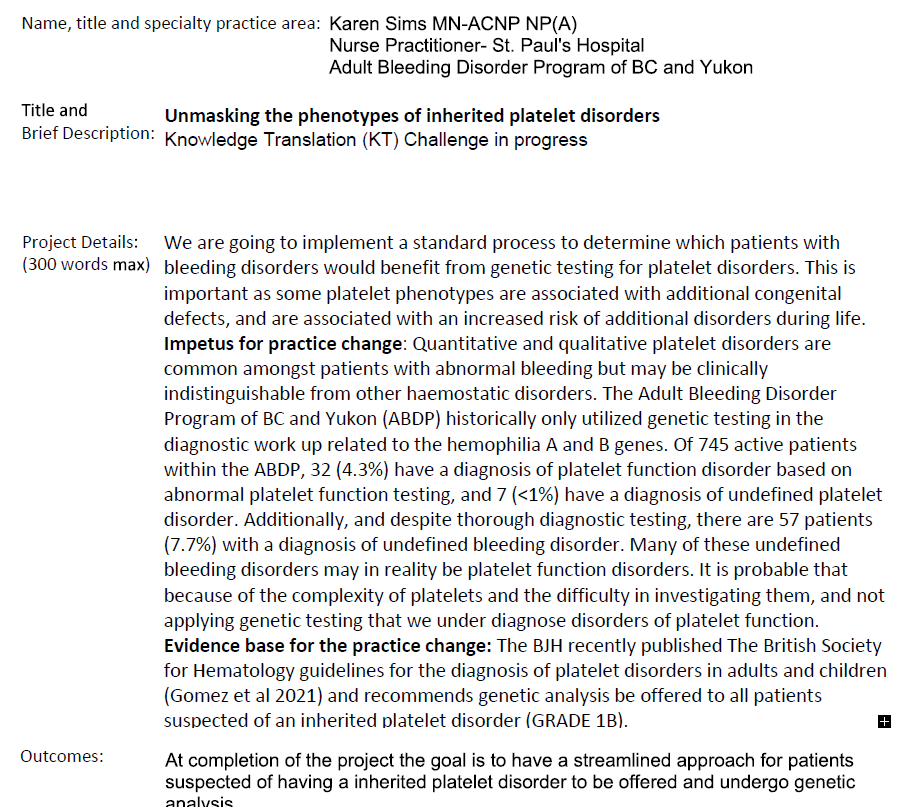 Name, title and specialty practice area: Karen Sims MN-ACNP NP(A)
Nurse Practitioner- St. Paul's Hospital
Adult Bleeding Disorder Program of BC and Yukon
Title and
Brief Description:
Unmasking the phenotypes of inherited platelet disorders
Knowledge Translation (KT) Challenge in progress
Project Details:
(300 words max)
We are going to implement a standard process to determine which patients with
bleeding disorders would benefit from genetic testing for platelet disorders. This is
important as some platelet phenotypes are associated with additional congenital
defects, and are associated with an increased risk of additional disorders during life.
Impetus for practice change: Quantitative and qualitative platelet disorders are
common amongst patients with abnormal bleeding but may be clinically
indistinguishable from other haemostatic disorders. The Adult Bleeding Disorder
Program of BC and Yukon (ABDP) historically only utilized genetic testing in the
diagnostic work up related to the hemophilia A and B genes. Of 745 active patients
within the ABDP, 32 (4.3%) have a diagnosis of platelet function disorder based on
abnormal platelet function testing, and 7 (<1%) have a diagnosis of undefined platelet
disorder. Additionally, and despite thorough diagnostic testing, there are 57 patients
(7.7%) with a diagnosis of undefined bleeding disorder. Many of these undefined
bleeding disorders may in reality be platelet function disorders. It is probable that
because of the complexity of platelets and the difficulty in investigating them, and not
applying genetic testing that we under diagnose disorders of platelet function.
Evidence base for the practice change: The BJH recently published The British Society
for Hematology guidelines for the diagnosis of platelet disorders in adults and children
(Gomez et al 2021) and recommends genetic analysis be offered to all patients
suspected of an inherited platelet disorder (GRADE 1B).
Outcomes:
At completion of the project the goal is to have a streamlined approach for patients
suspected of having a inherited platelet disorder to be offered and undergo genetic
analysis